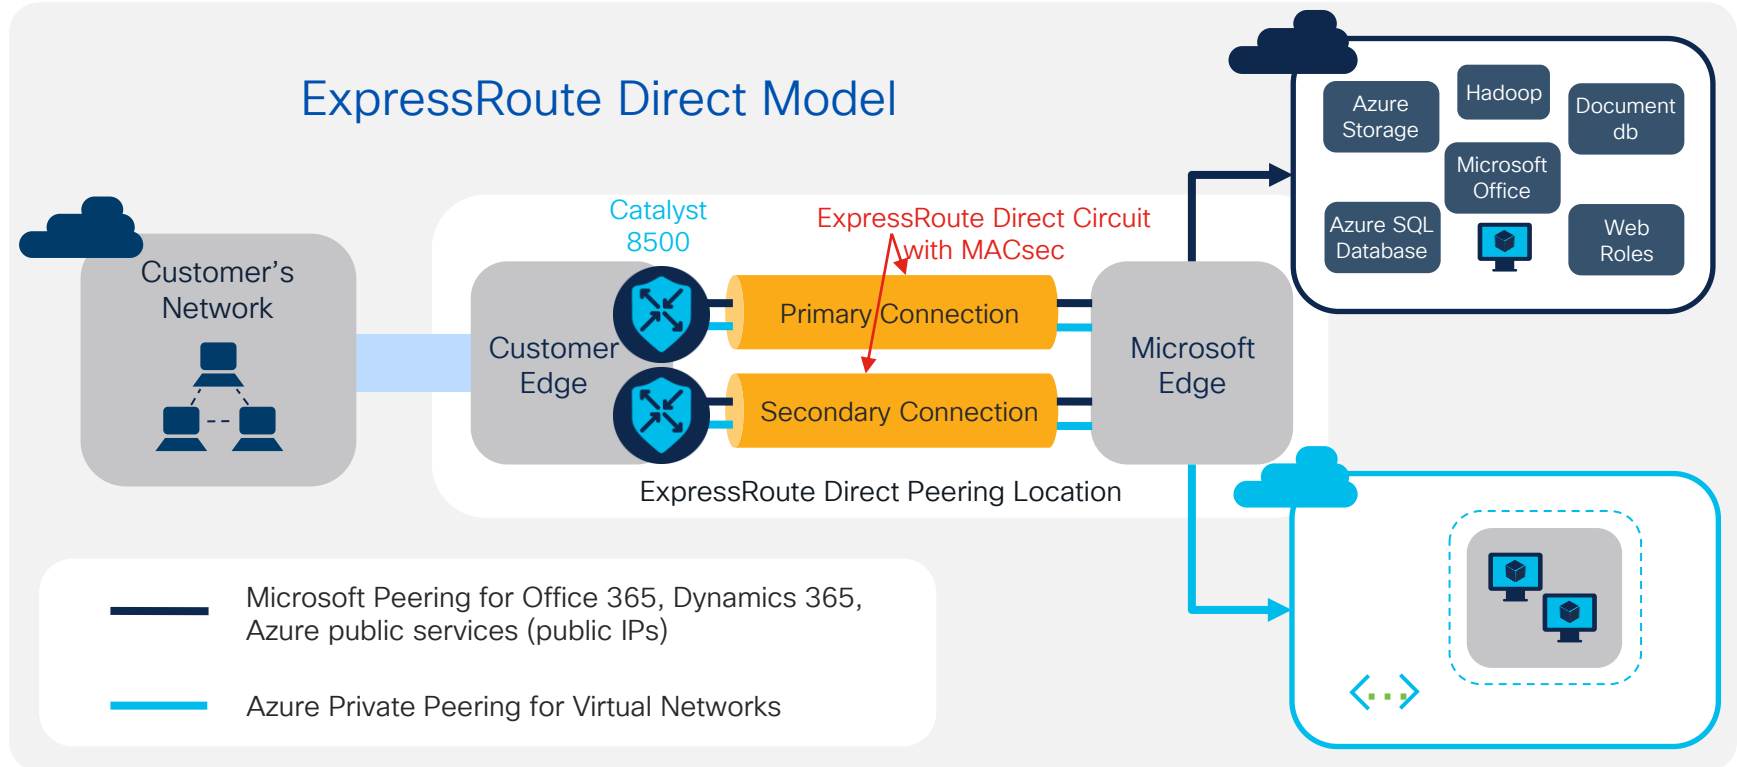 ExpressRoute Direct Model
Customer's
Network
Catalyst
8500
ExpressRoute Direct Circuit
with MACsec
Customer
Edge
Primary Connection
Secondary Connection
Microsoft
Edge
ExpressRoute Direct Peering Location
Azure
Storage
Hadoop
Document
db
Microsoft
Office
Azure SQL
Database
Web
Roles
Microsoft Peering for Office 365, Dynamics 365,
Azure public services (public IPs)
Azure Private Peering for Virtual Networks